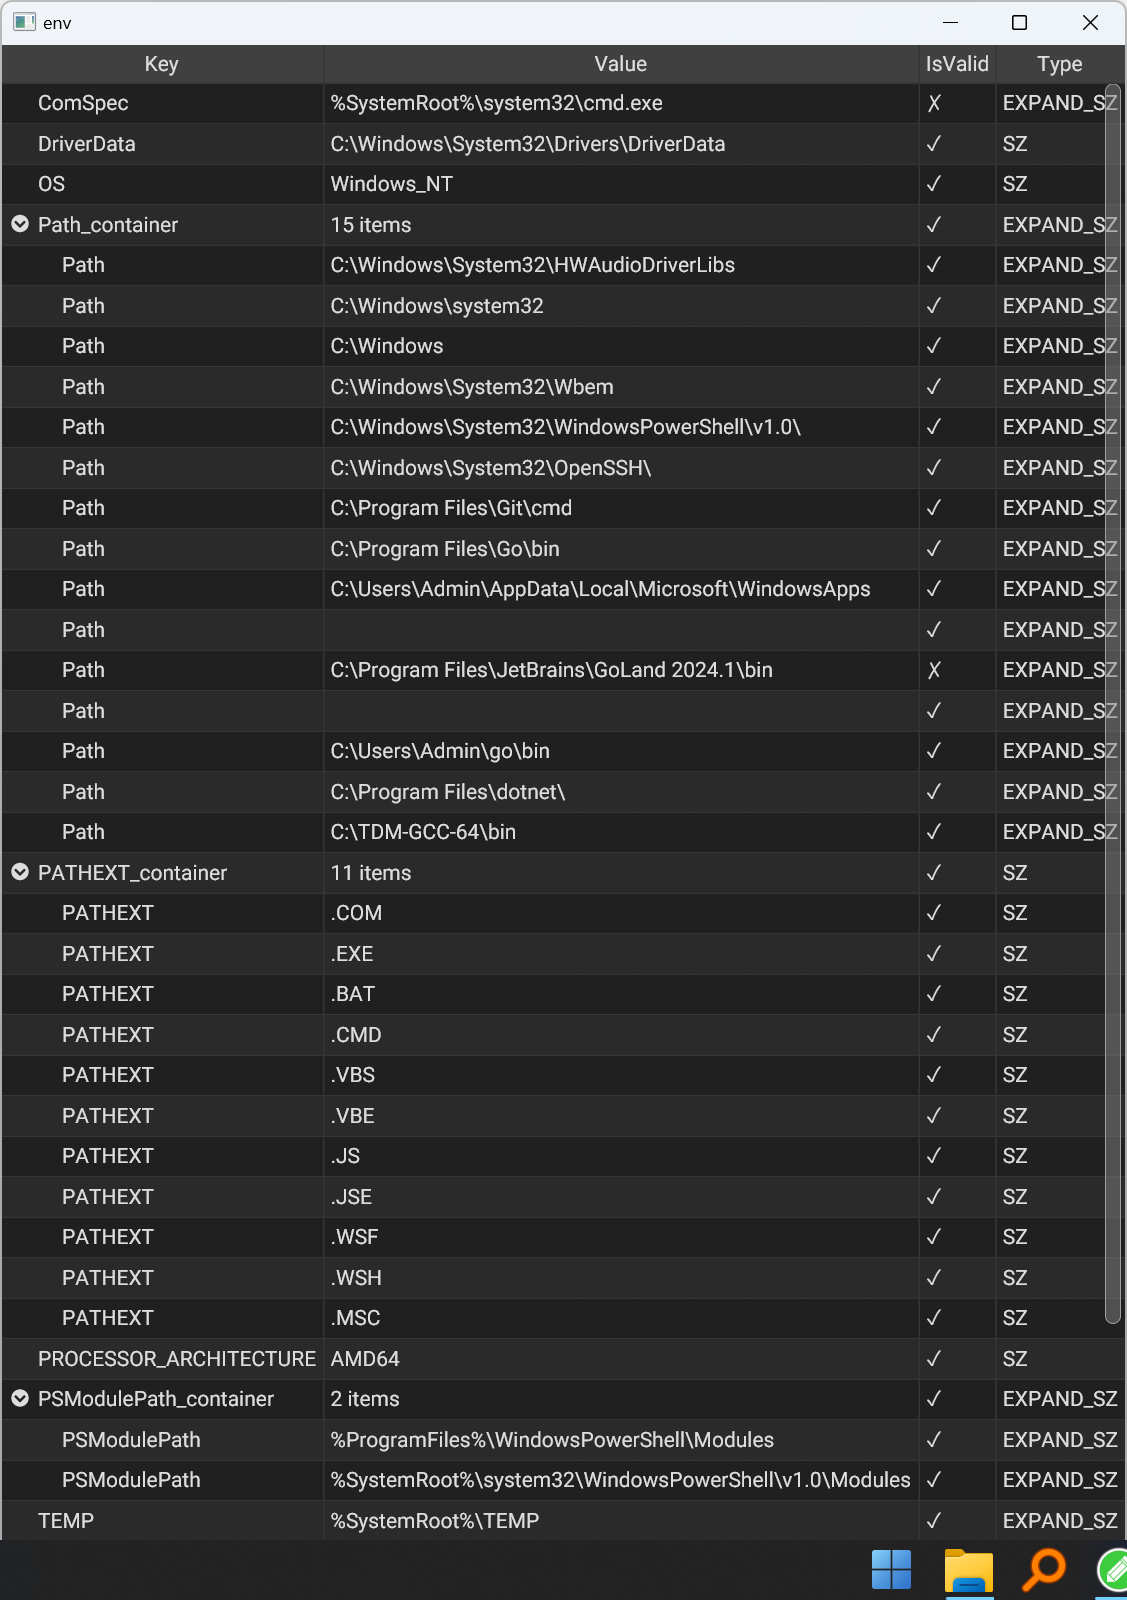 env
Key Value IsValid Type
ComSpec %SystemRoot%\system32\cmd.exe ✗ EXPAND_SZ
DriverData C:\Windows\System32\Drivers\DriverData ✓ SZ
OS Windows_NT ✓ SZ
Path_container 15 items ✓ EXPAND_SZ
Path C:\Windows\System32\HWAudioDriverLibs ✓ EXPAND_SZ
Path C:\Windows\system32 ✓ EXPAND_SZ
Path C:\Windows ✓ EXPAND_SZ
Path C:\Windows\System32\Wbem ✓ EXPAND_SZ
Path C:\Windows\System32\WindowsPowerShell\v1.0\ ✓ EXPAND_SZ
Path C:\Windows\System32\OpenSSH\ ✓ EXPAND_SZ
Path C:\Program Files\Git\cmd ✓ EXPAND_SZ
Path C:\Program Files\Go\bin ✓ EXPAND_SZ
Path C:\Users\Admin\AppData\Local\Microsoft\WindowsApps ✓ EXPAND_SZ
Path ✓ EXPAND_SZ
Path C:\Program Files\JetBrains\GoLand 2024.1\bin ✗ EXPAND_SZ
Path ✓ EXPAND_SZ
Path C:\Users\Admin\go\bin ✓ EXPAND_SZ
Path C:\Program Files\dotnet\ ✓ EXPAND_SZ
Path C:\TDM-GCC-64\bin ✓ EXPAND_SZ
PATHEXT_container 11 items ✓ SZ
PATHEXT .COM ✓ SZ
PATHEXT .EXE ✓ SZ
PATHEXT .BAT ✓ SZ
PATHEXT .CMD ✓ SZ
PATHEXT .VBS ✓ SZ
PATHEXT .VBE ✓ SZ
PATHEXT .JS ✓ SZ
PATHEXT .JSE ✓ SZ
PATHEXT .WSF ✓ SZ
PATHEXT .WSH ✓ SZ
PATHEXT .MSC ✓ SZ
PROCESSOR_ARCHITECTURE AMD64 ✓ SZ
PSModulePath_container 2 items ✓ EXPAND_SZ
PSModulePath %ProgramFiles%\WindowsPowerShell\Modules ✓ EXPAND_SZ
PSModulePath %SystemRoot%\system32\WindowsPowerShell\v1.0\Modules ✓ EXPAND_SZ
TEMP %SystemRoot%\TEMP ✓ EXPAND_SZ